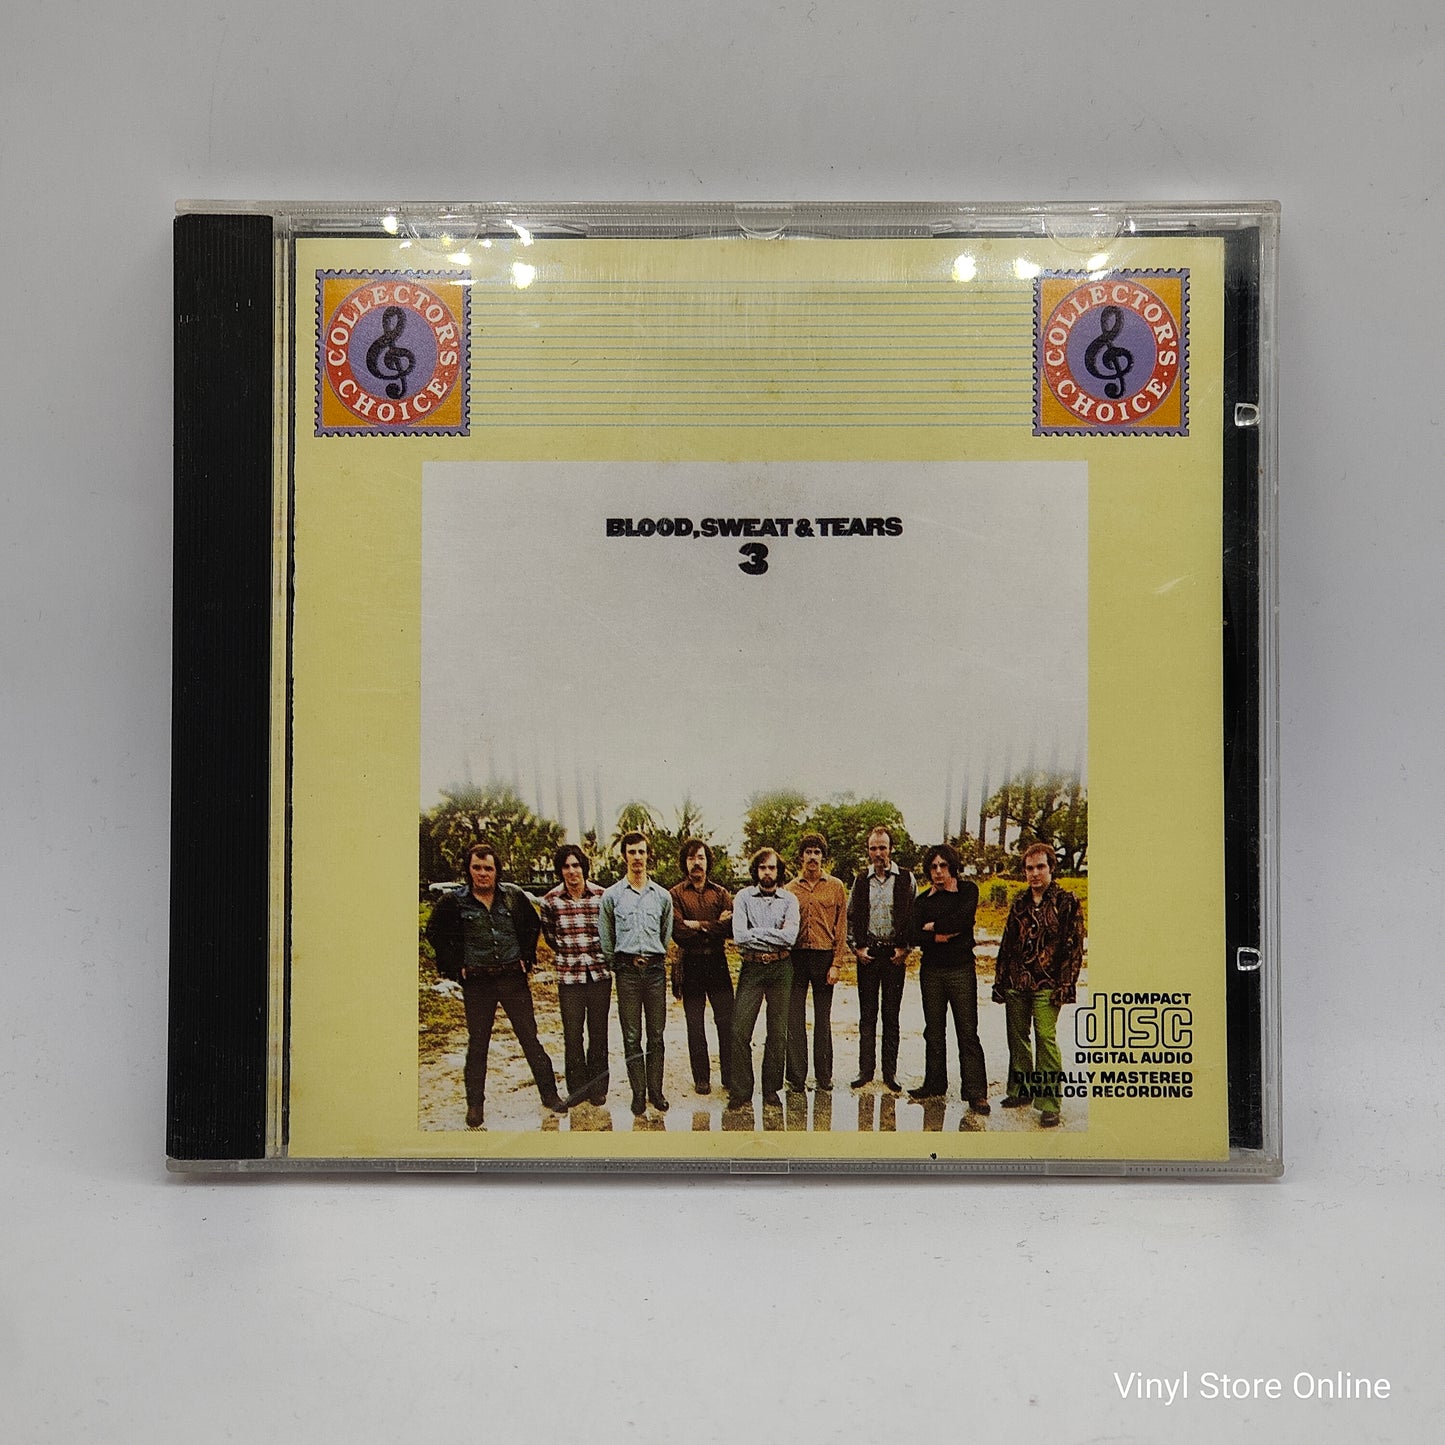 COLLECTOR'S
· CHOICE ·
COLLECTOR'S
· CHOICE ·
BLOOD, SWEAT & TEARS
3
COMPACT
disc
DIGITAL AUDIO
DIGITALLY MASTERED
ANALOG RECORDING
Vinyl Store Online